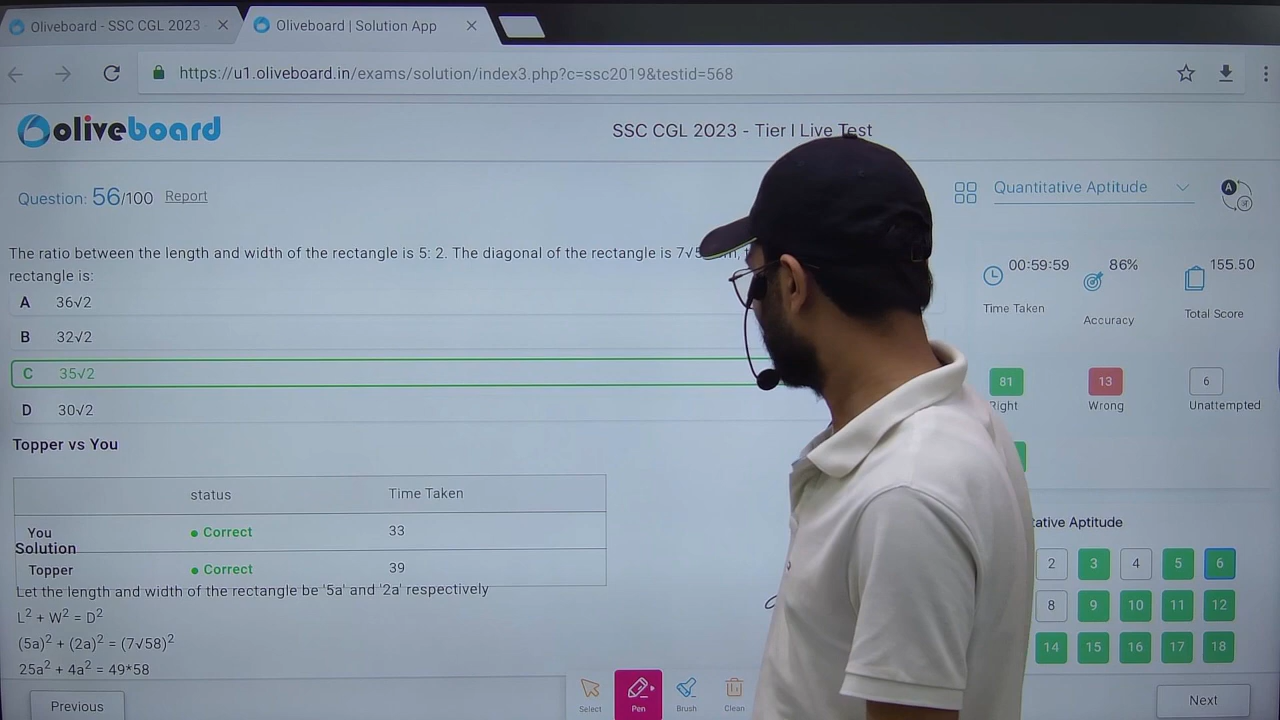 Oliveboard - SSC CGL 2023
Oliveboard | Solution App
https://u1.oliveboard.in/exams/solution/index3.php?c=ssc2019&testid=568
oliveboard
SSC CGL 2023 - Tier I Live Test
Question: 56/100 Report
Quantitative Aptitude
A
The ratio between the length and width of the rectangle is 5: 2. The diagonal of the rectangle is 7√5
rectangle is:
A 36√2
B 32√2
C 35√2
D 30√2
00:59:59
Time Taken
86%
Accuracy
155.50
Total Score
81
Right
13
Wrong
6
Unattempted
Topper vs You
status Time Taken
You Correct 33
Solution
Topper Correct 39
Let the length and width of the rectangle be '5a' and '2a' respectively
L² + W² = D²
(5a)² + (2a)² = (7√58)²
25a² + 4a² = 49*58
Aptitude
2 3 4 5 6
8 9 10 11 12
14 15 16 17 18
Previous
Select
Pen
Brush
Clean
Next